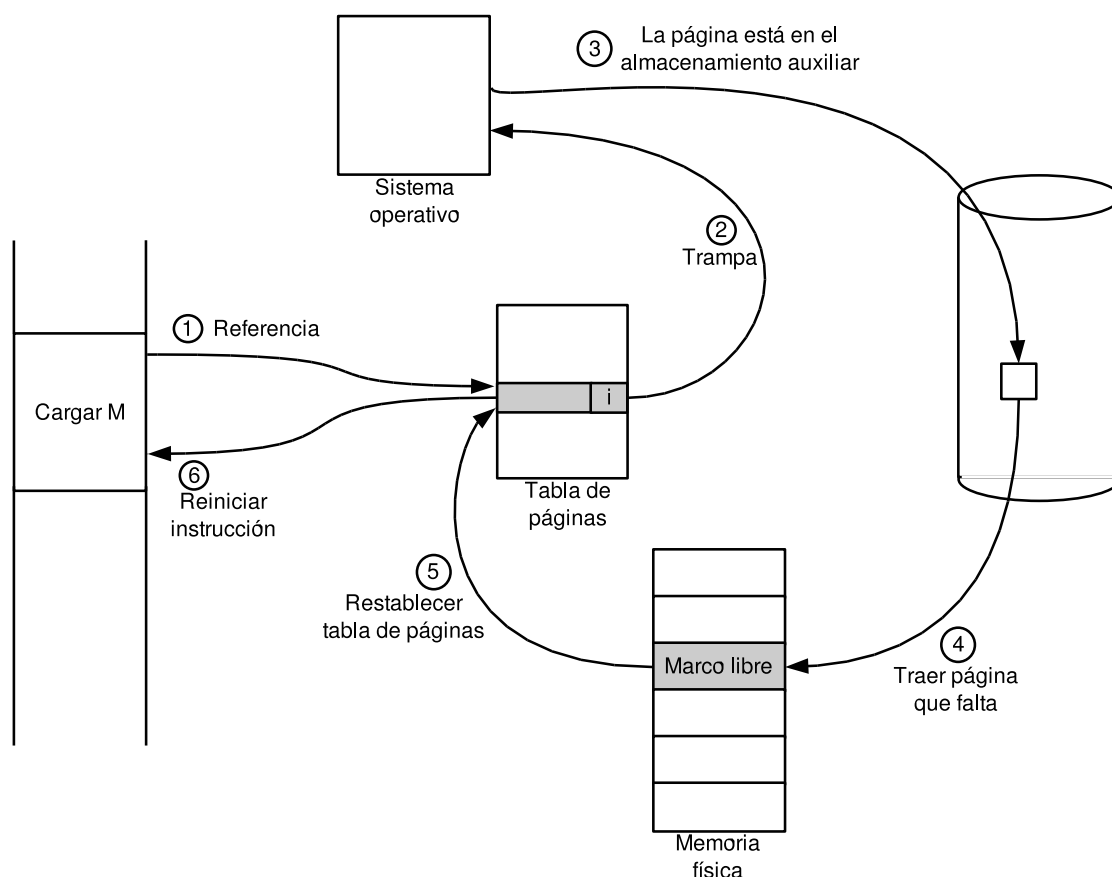 3
La página está en el
almacenamiento auxiliar
Sistema
operativo
2
Trampa
1 Referencia
i
Cargar M
6
Reiniciar
instrucción
Tabla de
páginas
5
Restablecer
tabla de páginas
Marco libre
4
Traer página
que falta
Memoria
física